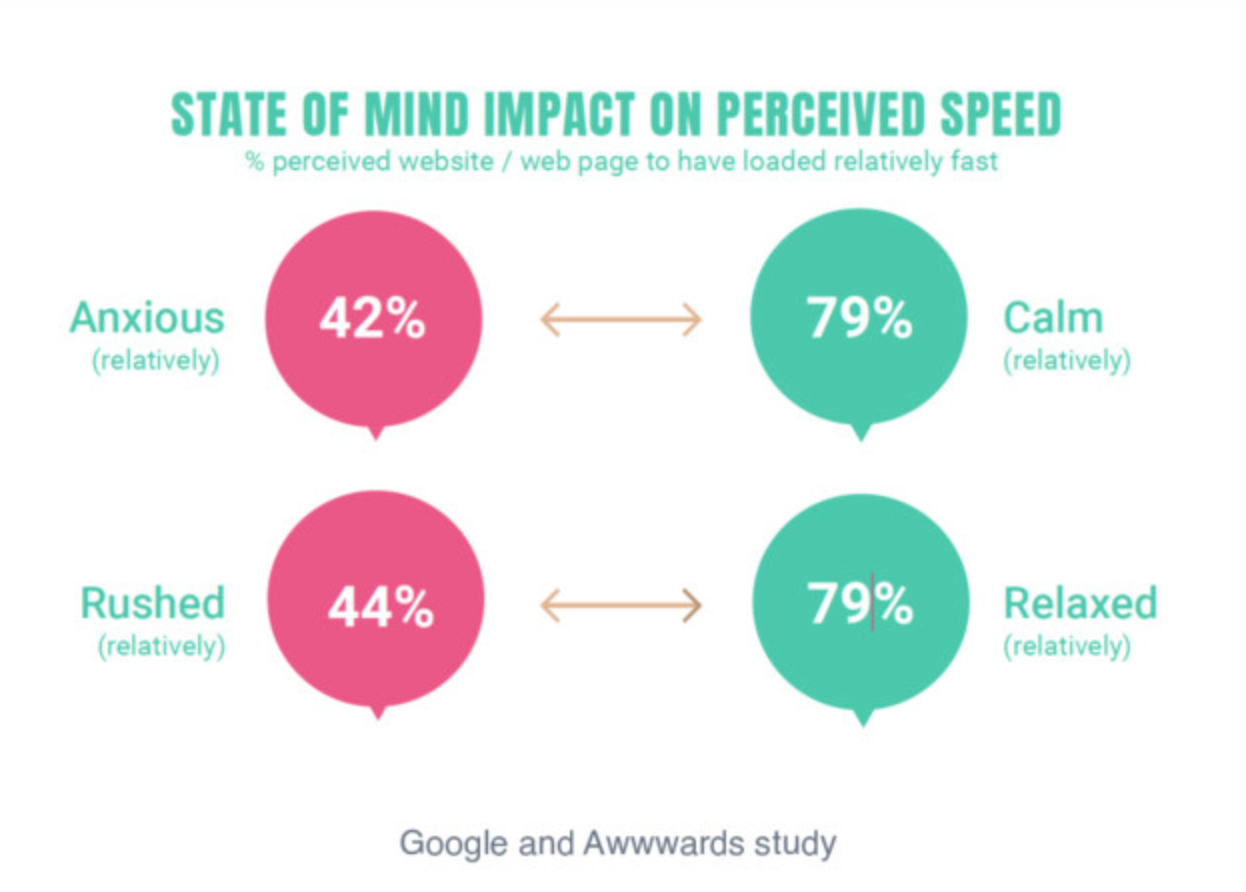 STATE OF MIND IMPACT ON PERCEIVED SPEED
% perceived website / web page to have loaded relatively fast
Anxious
(relatively)
42%
79%
Calm
(relatively)
Rushed
(relatively)
44%
79%
Relaxed
(relatively)
Google and Awwwards study